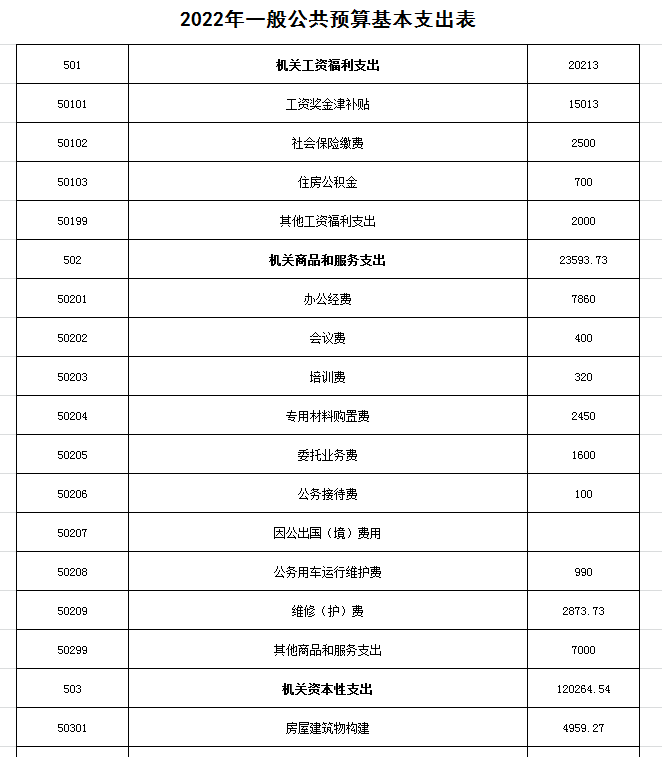 2022年一般公共预算基本支出表
501 机关工资福利支出 20213
50101 工资奖金津补贴 15013
50102 社会保险缴费 2500
50103 住房公积金 700
50199 其他工资福利支出 2000
502 机关商品和服务支出 23593.73
50201 办公经费 7860
50202 会议费 400
50203 培训费 320
50204 专用材料购置费 2450
50205 委托业务费 1600
50206 公务接待费 100
50207 因公出国（境）费用
50208 公务用车运行维护费 990
50209 维修（护）费 2873.73
50299 其他商品和服务支出 7000
503 机关资本性支出 120264.54
50301 房屋建筑物构建 4959.27